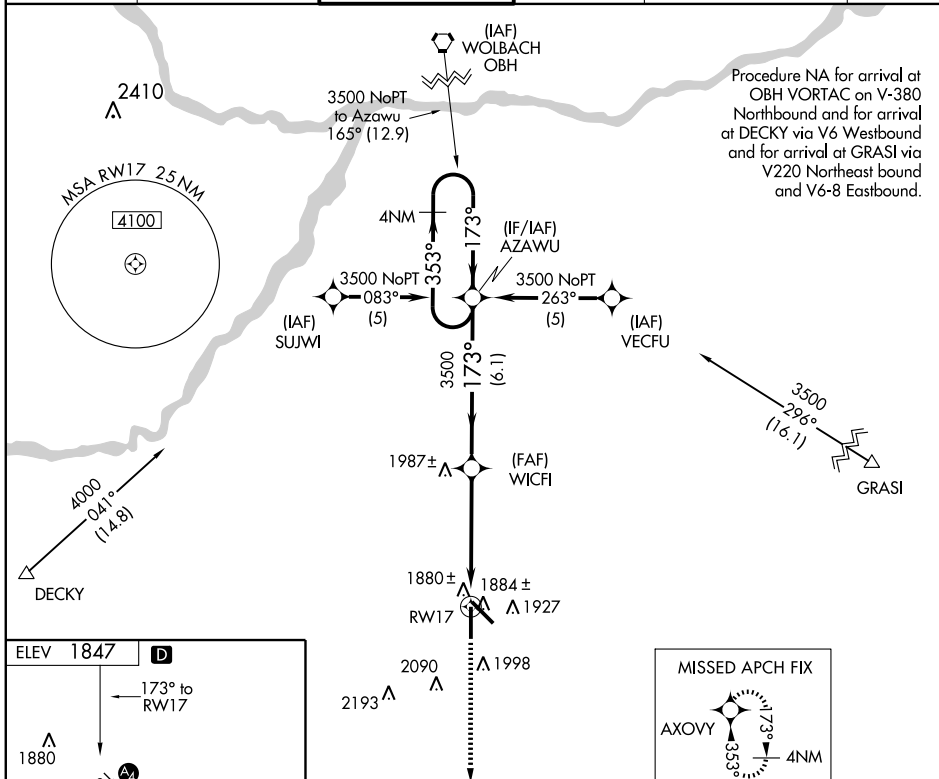 (IAF)
WOLBACH
OBH
2410
3500 NoPT
to Azawu
165° (12.9)
Procedure NA for arrival at
OBH VORTAC on V-380
Northbound and for arrival
at DECKY via V6 Westbound
and for arrival at GRASI via
V220 Northeast bound
and V6-8 Eastbound.
MSA RW17 25 NM
4100
4NM
353°
173°
(IF/IAF)
AZAWU
3500 NoPT
083°
(5)
(IAF)
SUJWI
3500 NoPT
263°
(5)
(IAF)
VECFU
3500
173°
(6.1)
3500
296°
(16.1)
GRASI
1987±
(FAF)
WICFI
4000
041°
(14.8)
DECKY
1880±
1884±
1927
RW17
ELEV 1847 D
173° to
RW17
1880
A4
2090
2193
1998
MISSED APCH FIX
AXOVY
173°
353°
4NM